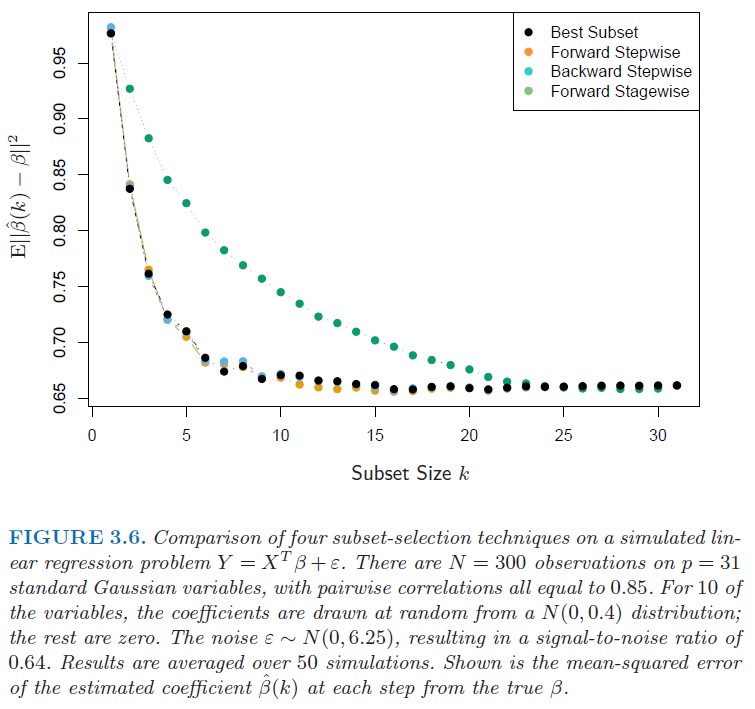 Best Subset
Forward Stepwise
Backward Stepwise
Forward Stagewise
E||β̂(k) − β||²
0.95
0.90
0.85
0.80
0.75
0.70
0.65
0 5 10 15 20 25 30
Subset Size k
FIGURE 3.6. Comparison of four subset-selection techniques on a simulated lin-
ear regression problem Y = X^T β + ε. There are N = 300 observations on p = 31
standard Gaussian variables, with pairwise correlations all equal to 0.85. For 10 of
the variables, the coefficients are drawn at random from a N(0, 0.4) distribution;
the rest are zero. The noise ε ∼ N(0, 6.25), resulting in a signal-to-noise ratio of
0.64. Results are averaged over 50 simulations. Shown is the mean-squared error
of the estimated coefficient β̂(k) at each step from the true β.